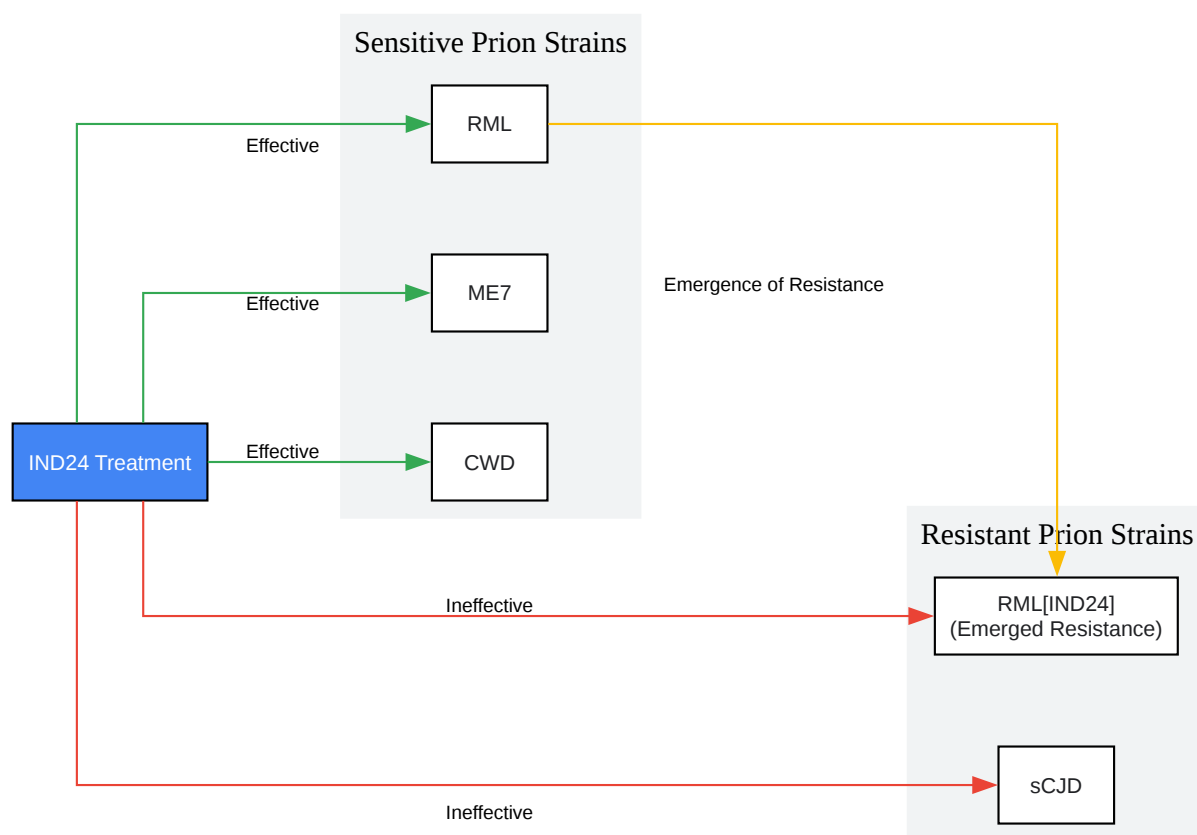 Sensitive Prion Strains
RML
Effective
ME7
Emergence of Resistance
Effective
Effective
IND24 Treatment
CWD
Resistant Prion Strains
RML[IND24]
(Emerged Resistance)
Ineffective
sCJD
Ineffective